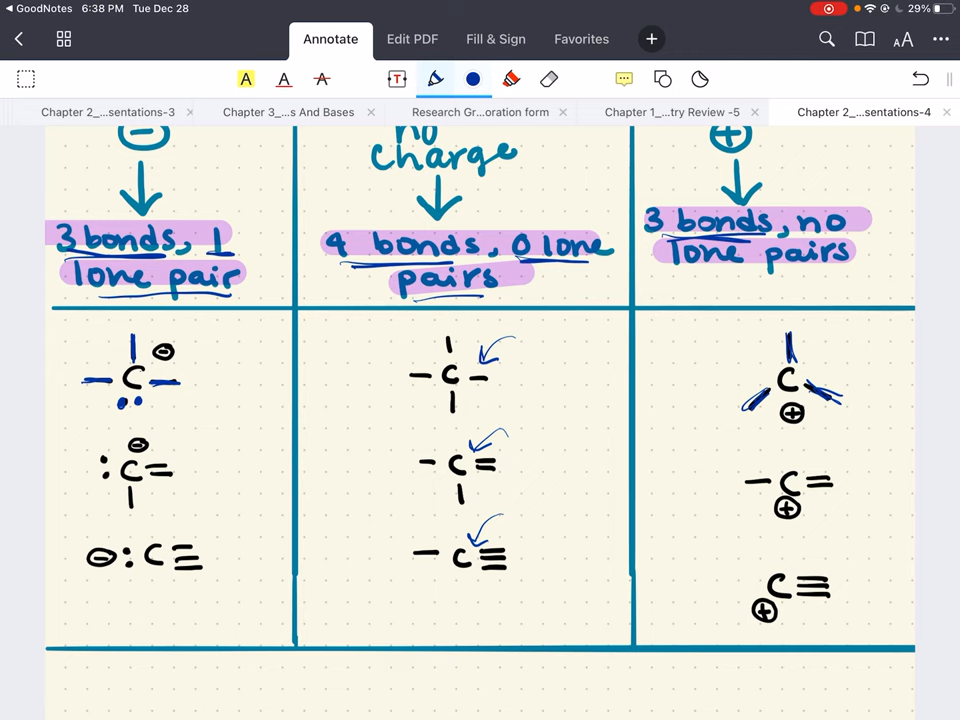 GoodNotes 6:38 PM Tue Dec 28 29%
Annotate Edit PDF Fill & Sign Favorites
Chapter 2_...sentations-3 Chapter 3_...s And Bases Research Gr...oration form Chapter 1_...try Review -5 Chapter 2_...sentations-4
⊖ no charge ⊕
3 bonds, 1
lone pair
4 bonds, 0 lone
pairs
3 bonds, no
lone pairs
C ⊖
:C= ⊖
⊖:C≡
-C-
-C=
-C≡
C ⊕
-C= ⊕
C≡ ⊕